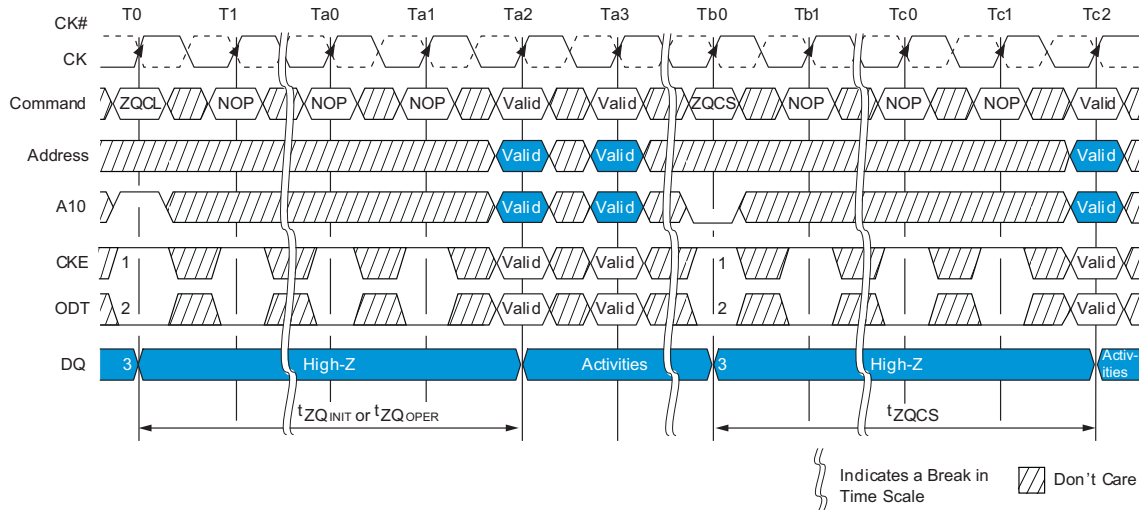 CK# T0 T1 Ta0 Ta1 Ta2 Ta3 Tb0 Tb1 Tc0 Tc1 Tc2
CK
Command ZQCL NOP NOP NOP Valid Valid ZQCS NOP NOP NOP Valid
Address Valid Valid Valid
A10 Valid Valid Valid
CKE 1 Valid Valid 1 Valid
ODT 2 Valid Valid 2 Valid
DQ 3 High-Z Activities 3 High-Z Activ-
ities
tZQINIT or tZQOPER tZQCS
Indicates a Break in
Time Scale
Don't Care